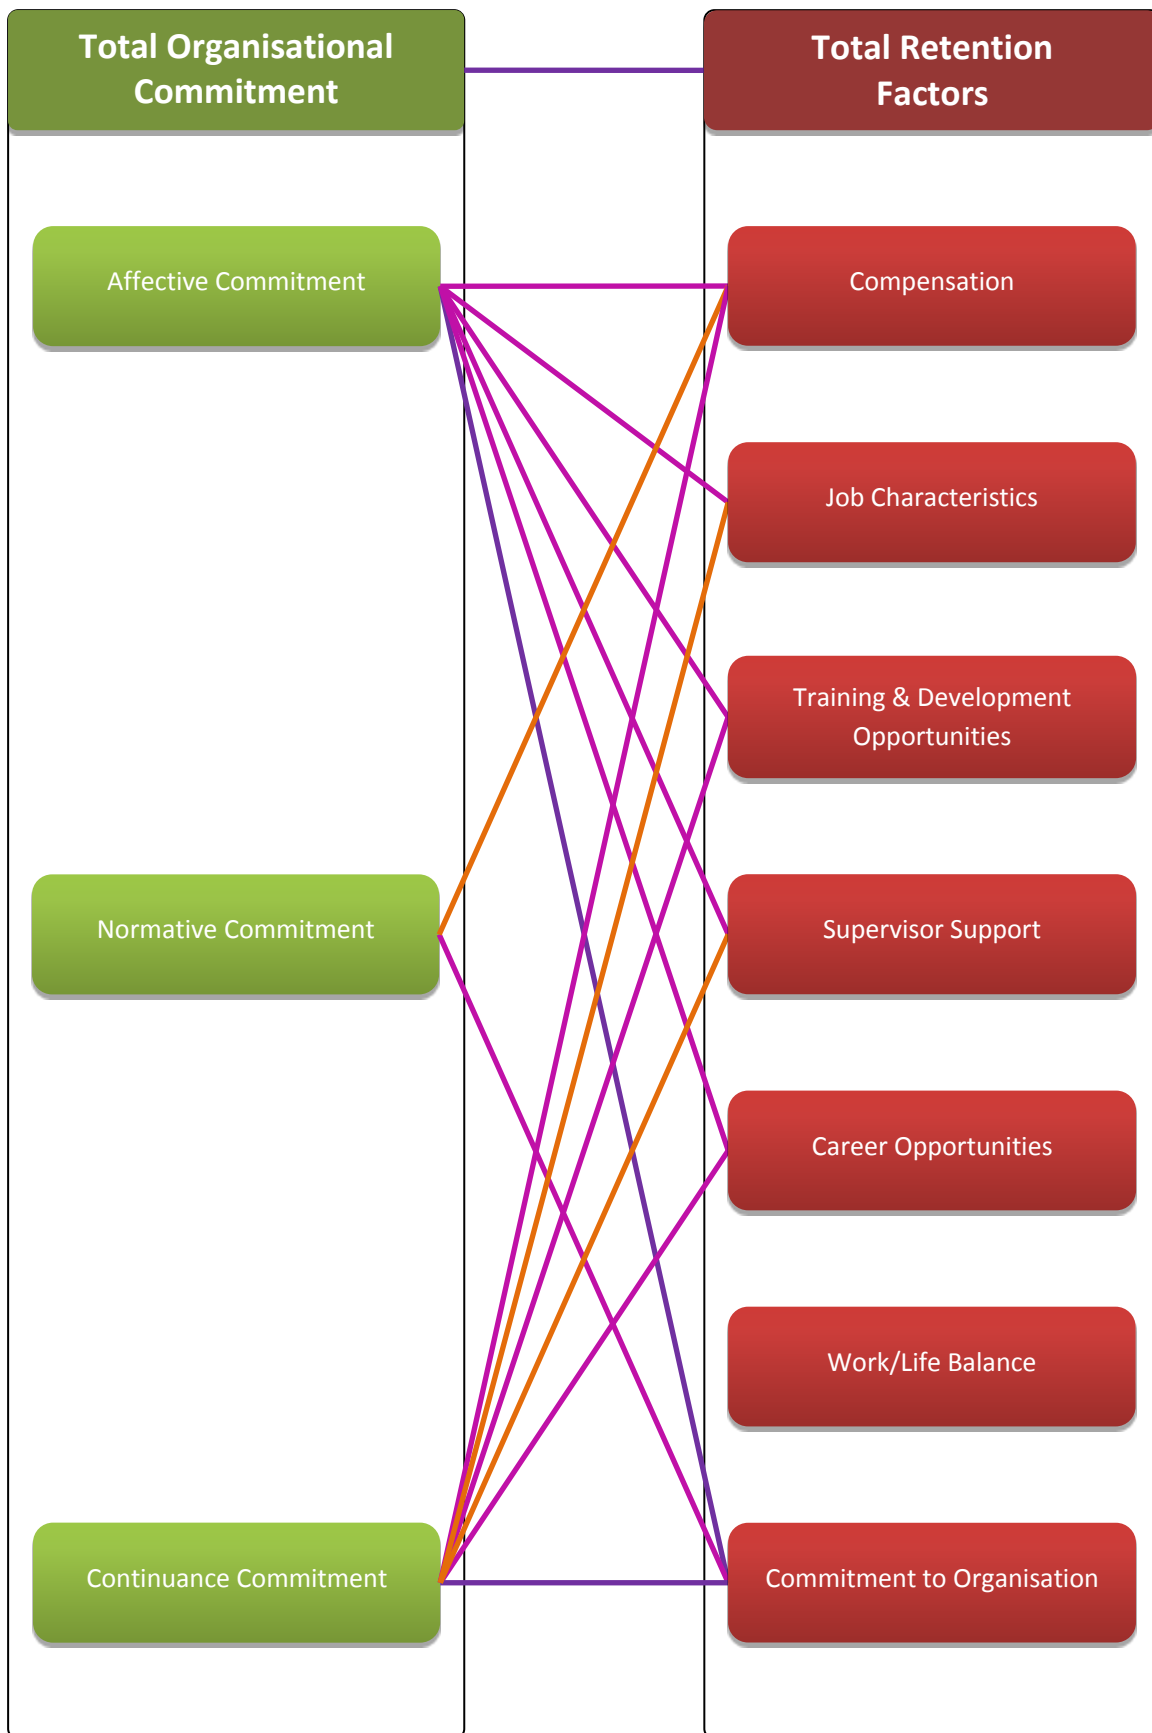 Total Organisational
Commitment
Affective Commitment
Normative Commitment
Continuance Commitment
Total Retention
Factors
Compensation
Job Characteristics
Training & Development
Opportunities
Supervisor Support
Career Opportunities
Work/Life Balance
Commitment to Organisation